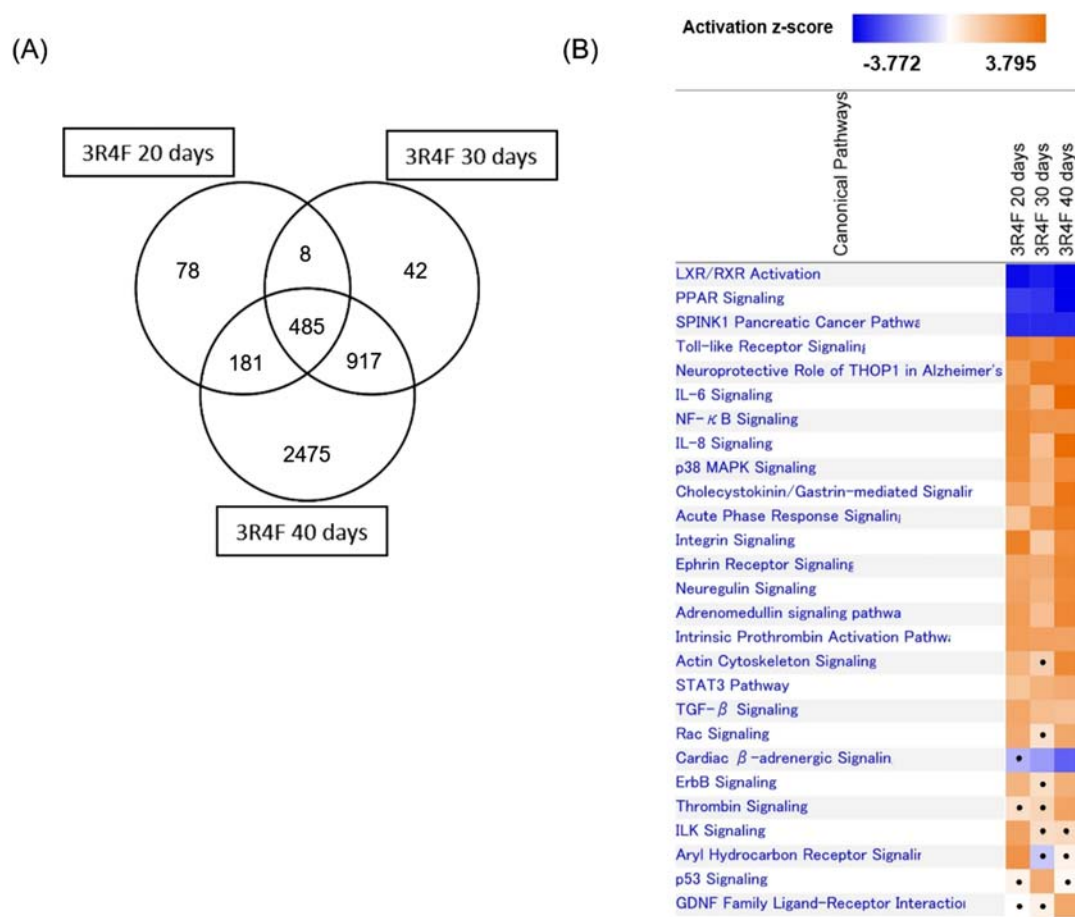 (A)
3R4F 20 days
3R4F 30 days
78
8
42
485
181
917
2475
3R4F 40 days
(B)
Activation z-score
-3.772 3.795
Canonical Pathways
3R4F 20 days
3R4F 30 days
3R4F 40 days
LXR/RXR Activation
PPAR Signaling
SPINK1 Pancreatic Cancer Pathwa
Toll-like Receptor Signaling
Neuroprotective Role of THOP1 in Alzheimer's
IL-6 Signaling
NF-κB Signaling
IL-8 Signaling
p38 MAPK Signaling
Cholecystokinin/Gastrin-mediated Signalin
Acute Phase Response Signaling
Integrin Signaling
Ephrin Receptor Signaling
Neuregulin Signaling
Adrenomedullin signaling pathwa
Intrinsic Prothrombin Activation Pathwa
Actin Cytoskeleton Signaling
STAT3 Pathway
TGF-β Signaling
Rac Signaling
Cardiac β-adrenergic Signalin
ErbB Signaling
Thrombin Signaling
ILK Signaling
Aryl Hydrocarbon Receptor Signalin
p53 Signaling
GDNF Family Ligand-Receptor Interaction